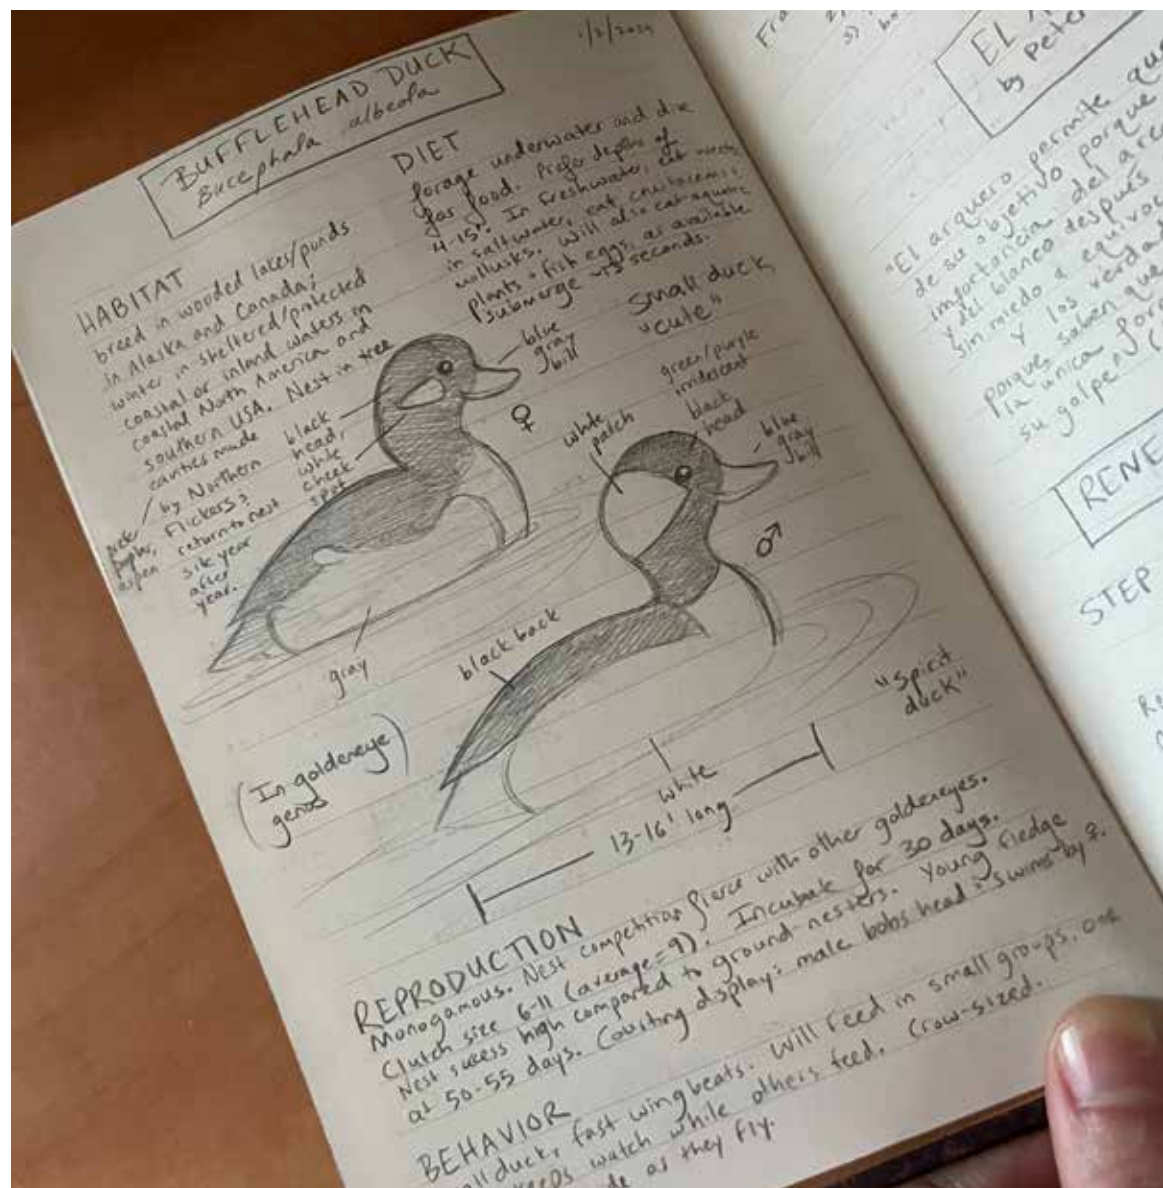 1/2/2024
BUFFLEHEAD DUCK
Bucephala albeola
HABITAT
breed in wooded lakes/ponds
in Alaska and Canada;
winter in sheltered/protected
coastal or inland waters in
coastal North America and
southern USA. Nest in tree
cavities made
by Northern
Flickers;
return to nest
site year
after
year.
prefer
poplar,
aspen
DIET
forage underwater and dive
for food. Prefer depths of
4-15'. In freshwater, eat
in saltwater, eat crustaceans +
mollusks. Will also eat aquatic
plants + fish eggs, as available
submerge ~15 seconds.
small duck,
"cute"
blue
gray
bill
♀
black
head,
white
cheek
spot
gray
green/purple
irridescent
black
head
white
patch
blue
gray
bill
♂
black back
"spirit
duck"
(In goldeneye
genus)
white
13-16" long
REPRODUCTION
Monogamous. Nest competition fierce with other goldeneyes.
Clutch size 6-11 (average=9). Incubate for 30 days.
Nest sucess high compared to ground nesters. Young fledge
at 50-55 days. Courting display: male bobs head + swims by ♀.
BEHAVIOR
duck, fast wingbeats. Will feed in small groups, one
keeps watch while others feed. Crow-sized.
as they fly.
EL
by Peter
"El arquero permite que
de su objetivo porque
importancia del arco
y del blanco después
sin miedo a equivoc
y los verdad
porque saben que
la única for
su golpe" (
RENE
STEP